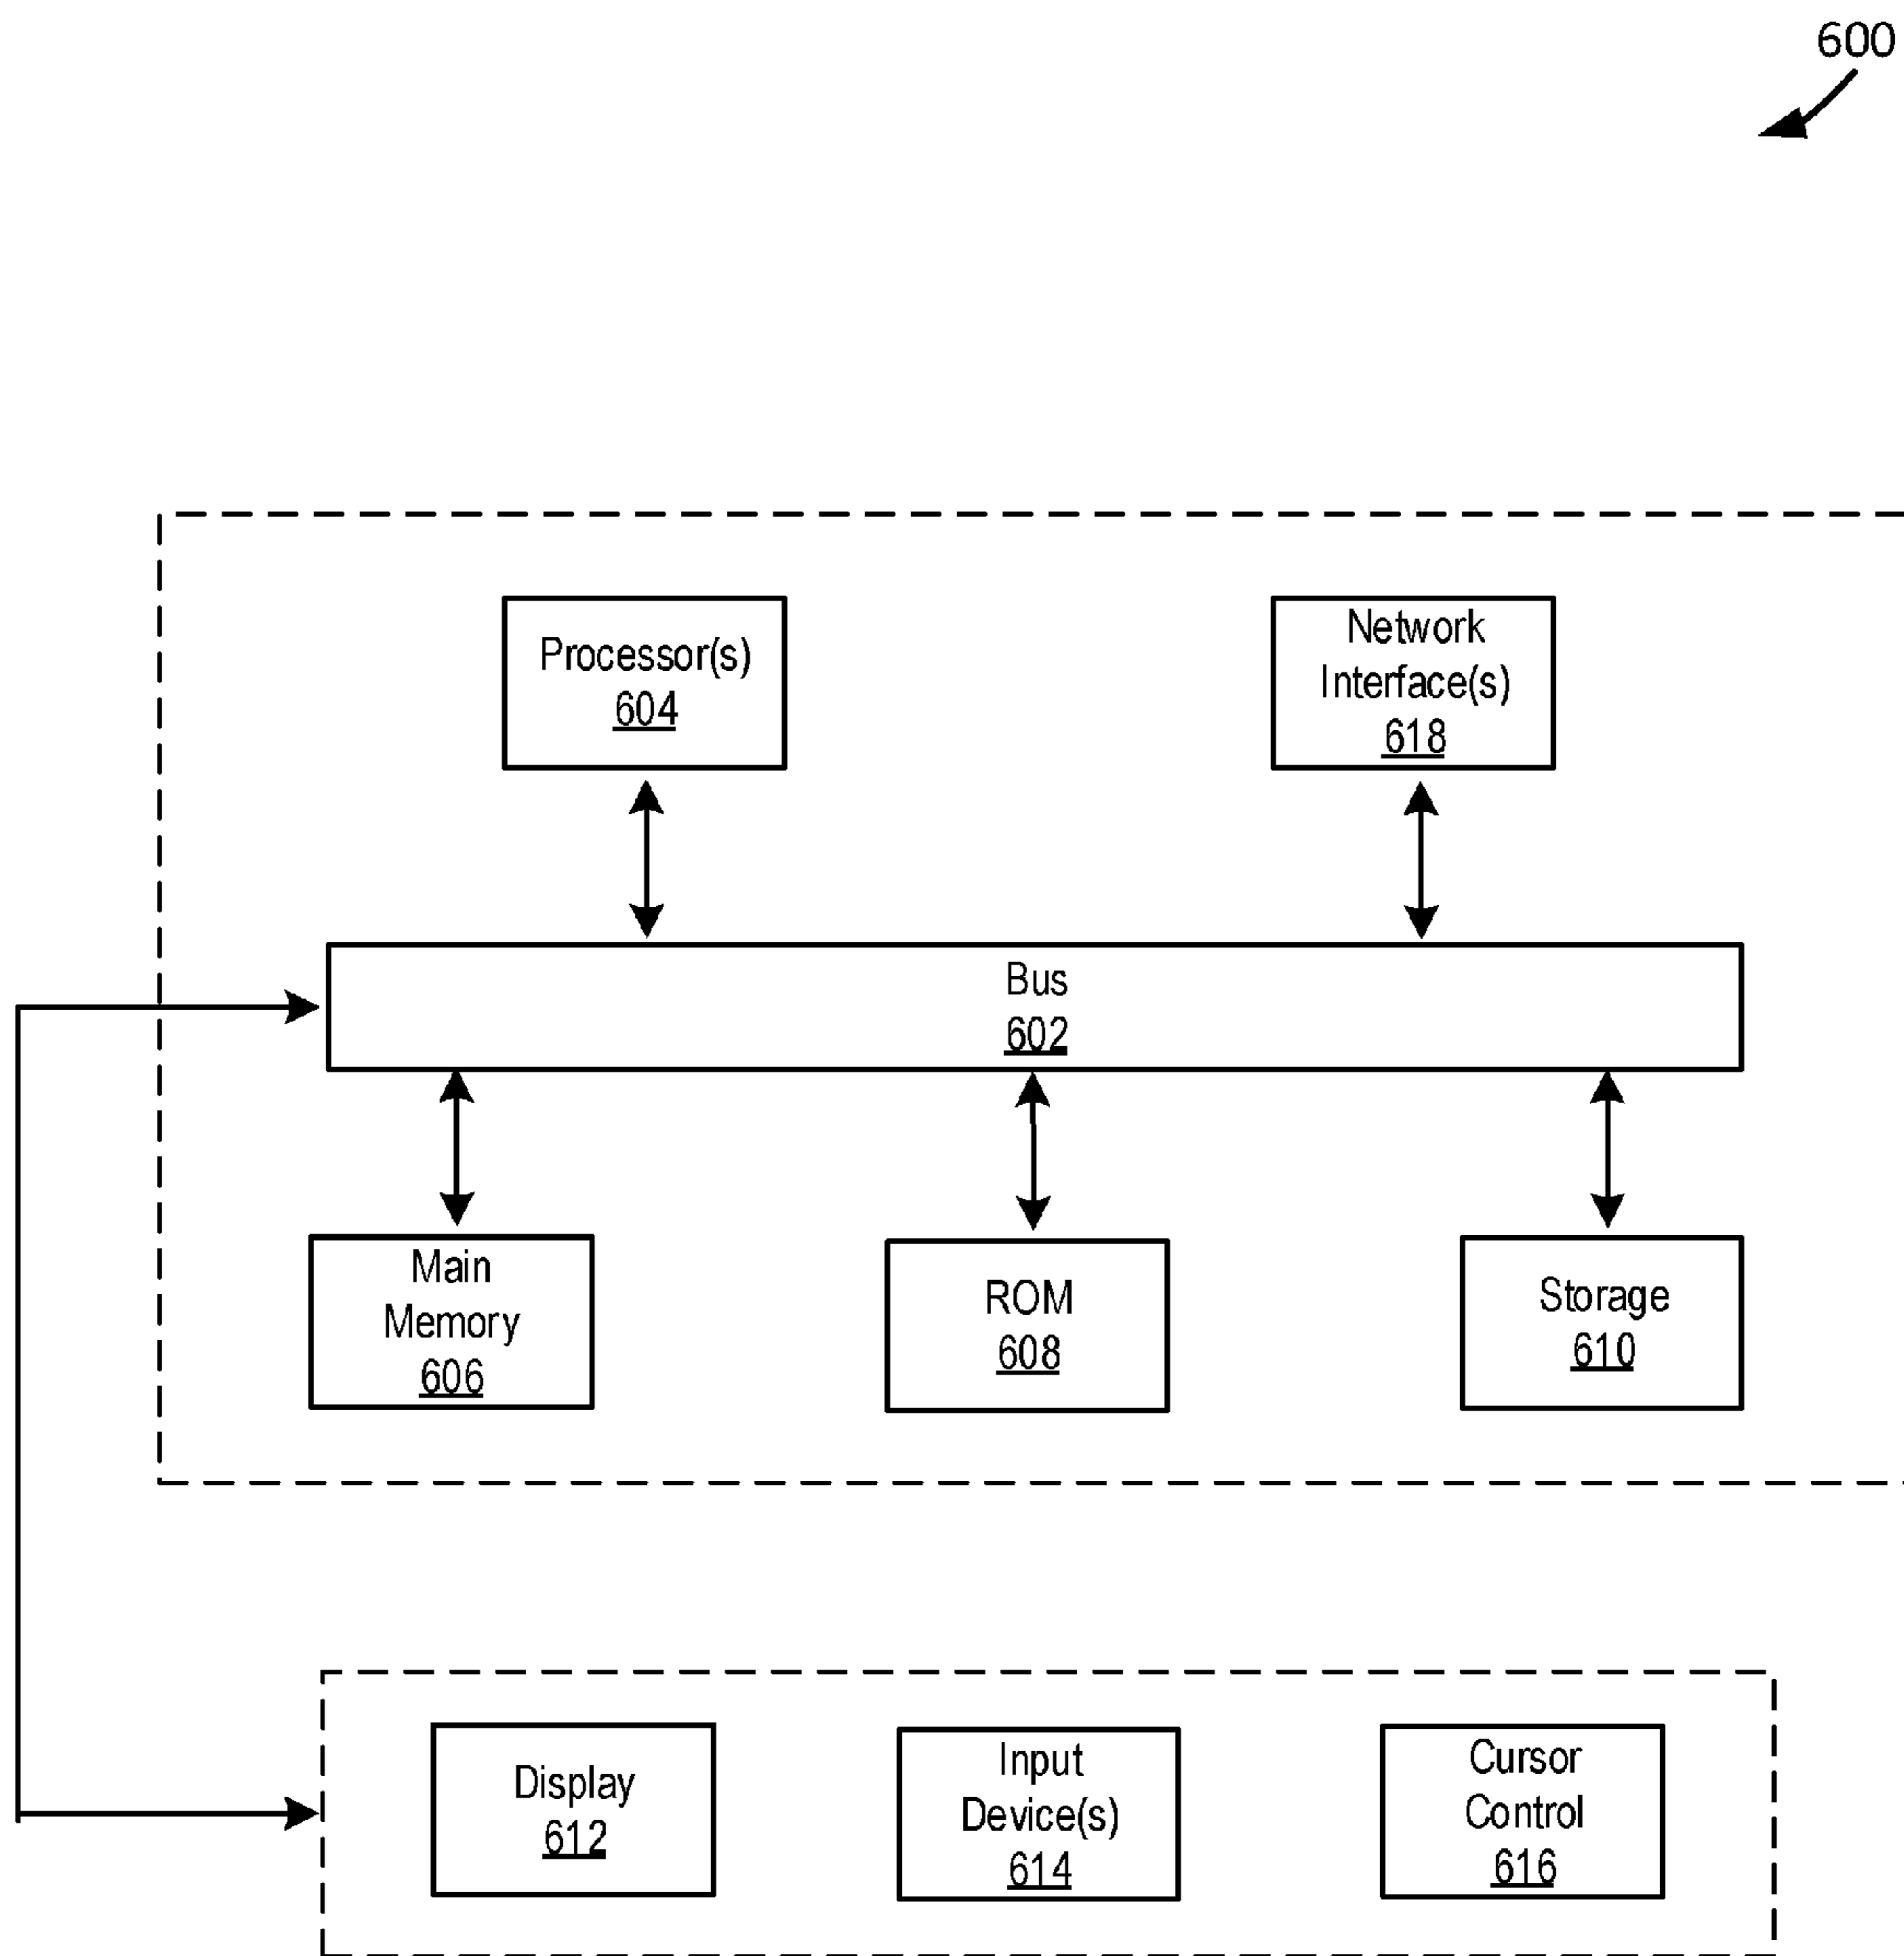 600
Processor(s)
604
Network
Interface(s)
618
Bus
602
Main
Memory
606
ROM
608
Storage
610
Display
612
Input
Device(s)
614
Cursor
Control
616